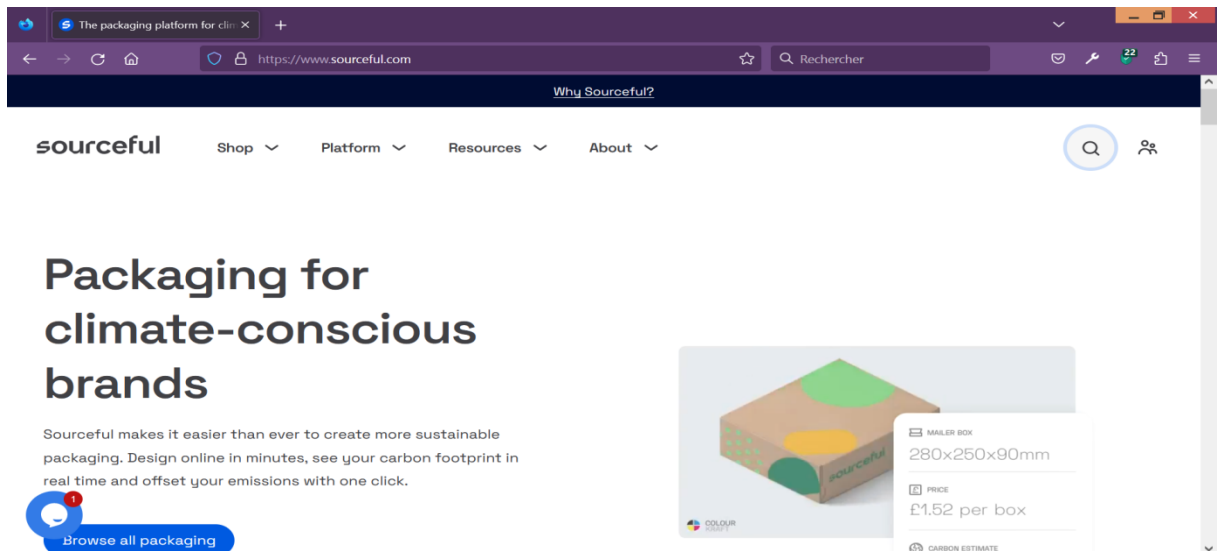 The packaging platform for clim
https://www.sourceful.com
Rechercher
22
Why Sourceful?
sourceful
Shop
Platform
Resources
About
Packaging for
climate-conscious
brands
Sourceful makes it easier than ever to create more sustainable
packaging. Design online in minutes, see your carbon footprint in
real time and offset your emissions with one click.
1
Browse all packaging
sourceful
COLOUR
KRAFT
MAILER BOX
280x250x90mm
PRICE
£1.52 per box
CARBON ESTIMATE